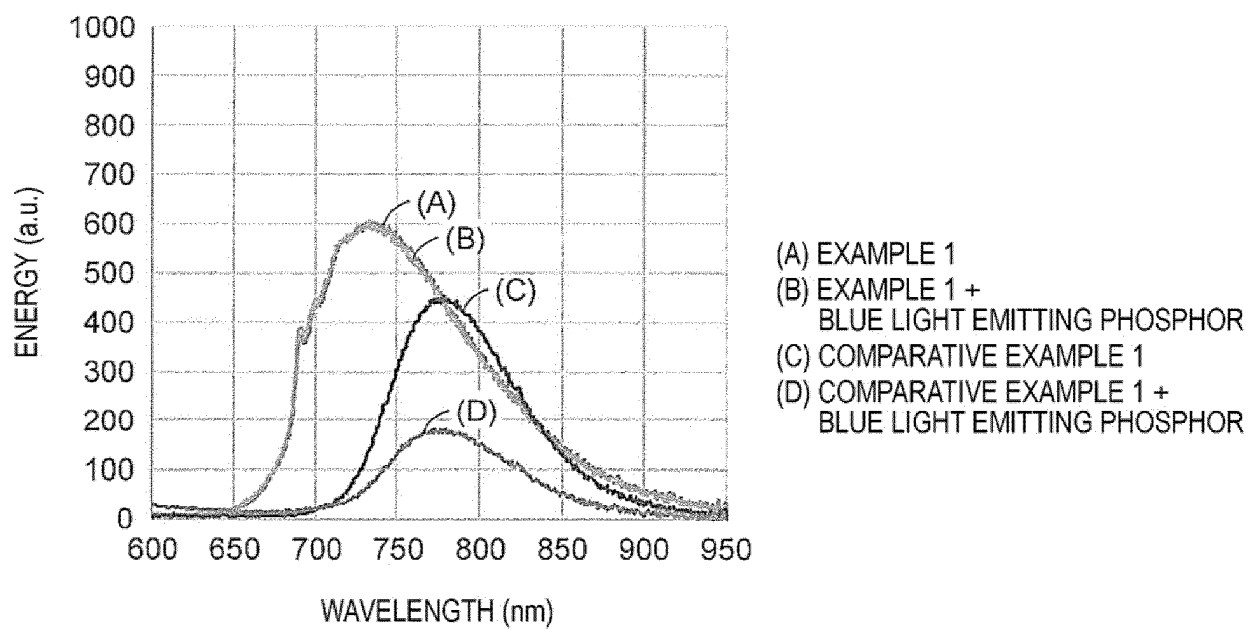 1000
900
800
700
600
500
400
300
200
100
0
ENERGY (a.u.)
600 650 700 750 800 850 900 950
WAVELENGTH (nm)
(A)
(B)
(C)
(D)
(A) EXAMPLE 1
(B) EXAMPLE 1 +
BLUE LIGHT EMITTING PHOSPHOR
(C) COMPARATIVE EXAMPLE 1
(D) COMPARATIVE EXAMPLE 1 +
BLUE LIGHT EMITTING PHOSPHOR